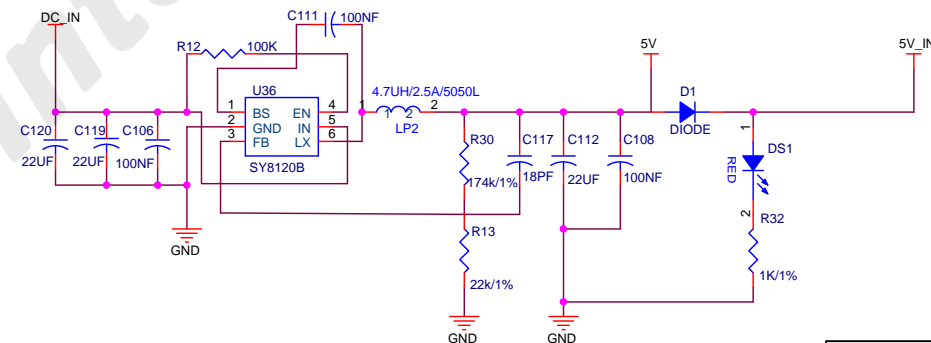 DC_IN
C111
100NF
5V
5V_IN
R12
100K
U36
4.7UH/2.5A/5050L
1
BS
EN
4
1
1
2
2
D1
2
GND
IN
5
LP2
DIODE
3
FB
LX
6
C120
C119
C106
22UF
22UF
100NF
SY8120B
R30
C117
C112
C108
1
DS1
RED
174k/1%
18PF
22UF
100NF
2
R32
R13
22k/1%
1K/1%
GND
GND
GND